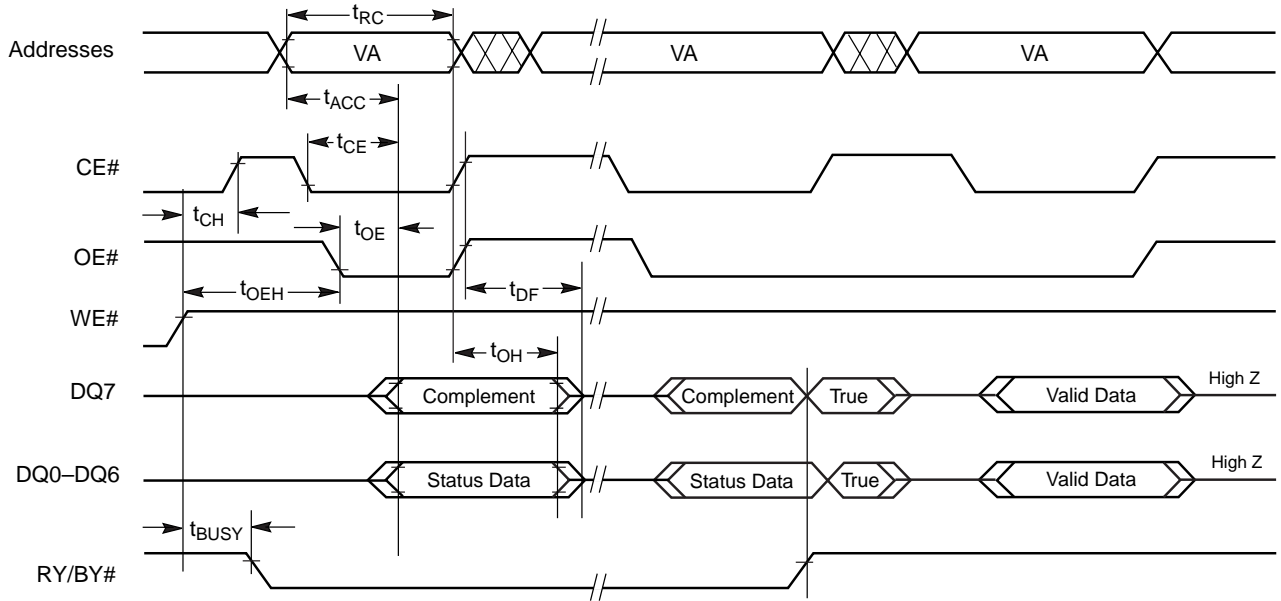 tRC
Addresses VA VA VA
tACC
tCE
CE#
tCH
tOE
OE#
tOEH
tDF
WE#
tOH
DQ7 Complement Complement True Valid Data High Z
DQ0–DQ6 Status Data Status Data True Valid Data High Z
tBUSY
RY/BY#